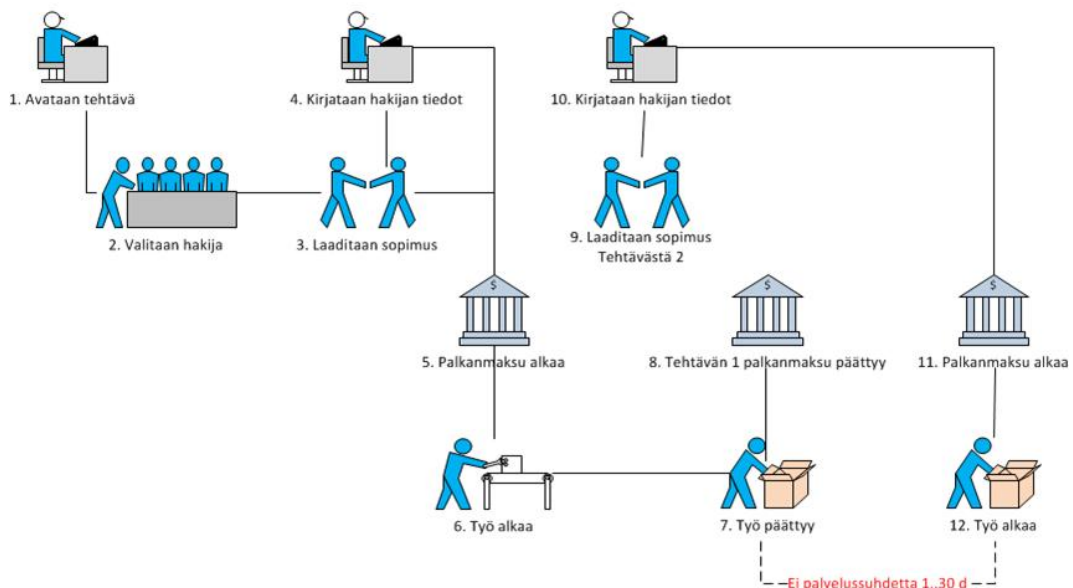 1. Avataan tehtävä
4. Kirjataan hakijan tiedot
10. Kirjataan hakijan tiedot
2. Valitaan hakija
3. Laaditaan sopimus
9. Laaditaan sopimus
Tehtävästä 2
$
$
$
5. Palkanmaksu alkaa
8. Tehtävän 1 palkanmaksu päättyy
11. Palkanmaksu alkaa
6. Työ alkaa
7. Työ päättyy
12. Työ alkaa
Ei palvelussuhdetta 1..30 d